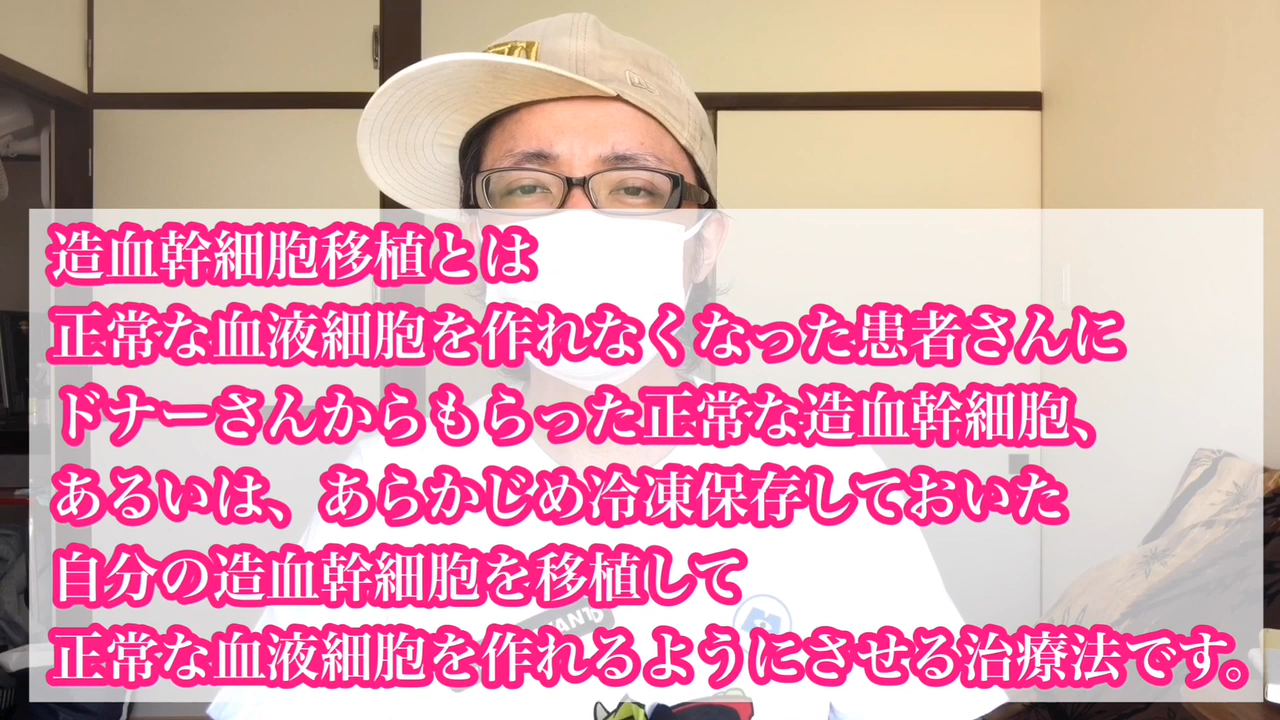 造血幹細胞移植とは
正常な血液細胞を作れなくなった患者さんに
ドナーさんからもらった正常な造血幹細胞、
あるいは、あらかじめ冷凍保存しておいた
自分の造血幹細胞を移植して
正常な血液細胞を作れるようにさせる治療法です。